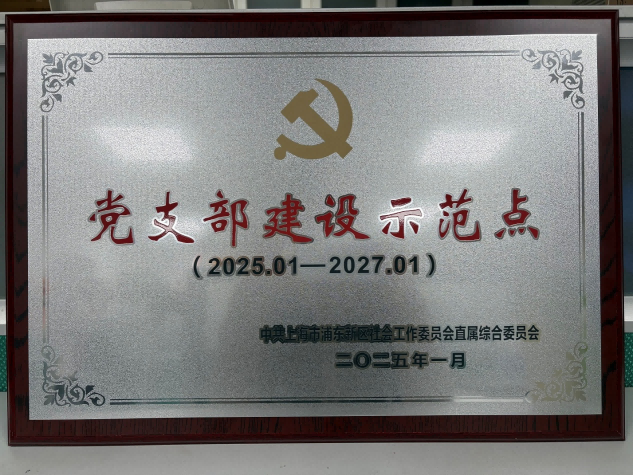 党支部建设示范点
（2025.01—2027.01）
中共上海市浦东新区社会工作委员会直属综合委员会
二〇二五年一月